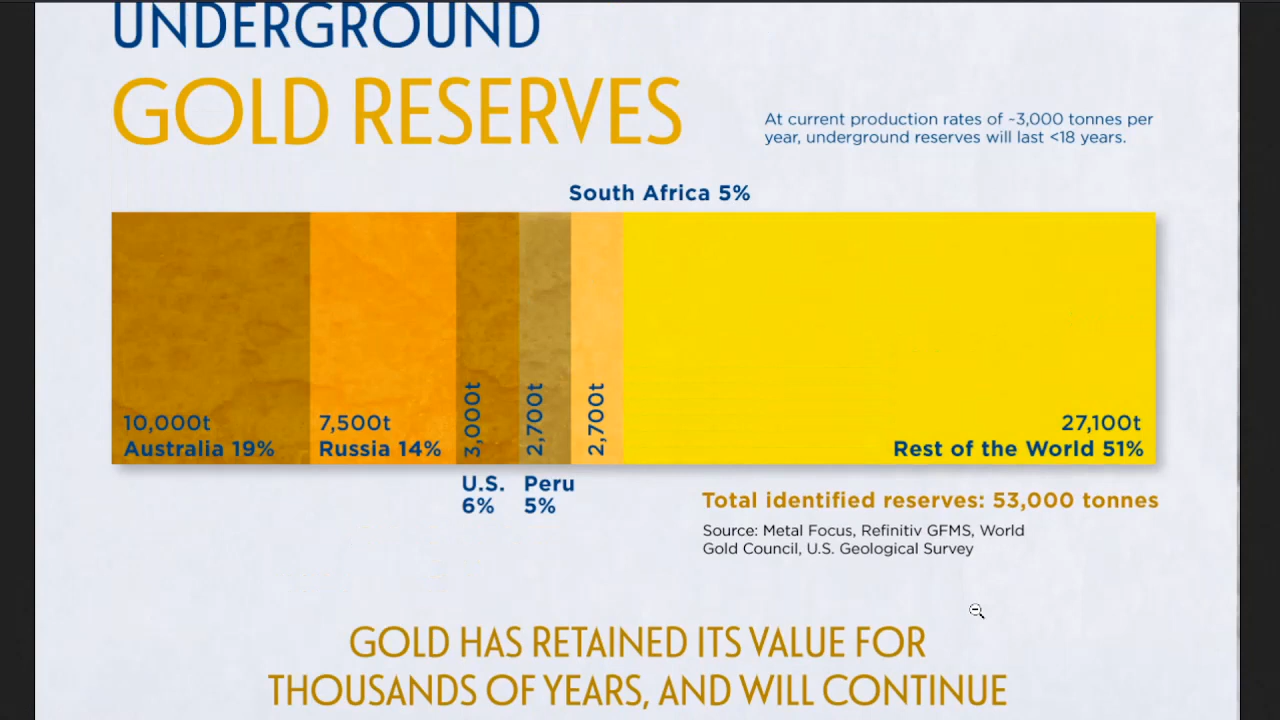 UNDERGROUND
GOLD RESERVES
At current production rates of ~3,000 tonnes per
year, underground reserves will last <18 years.
South Africa 5%
10,000t
Australia 19%
7,500t
Russia 14%
3,000t
2,700t
2,700t
27,100t
Rest of the World 51%
U.S.
6%
Peru
5%
Total identified reserves: 53,000 tonnes
Source: Metal Focus, Refinitiv GFMS, World
Gold Council, U.S. Geological Survey
GOLD HAS RETAINED ITS VALUE FOR
THOUSANDS OF YEARS, AND WILL CONTINUE